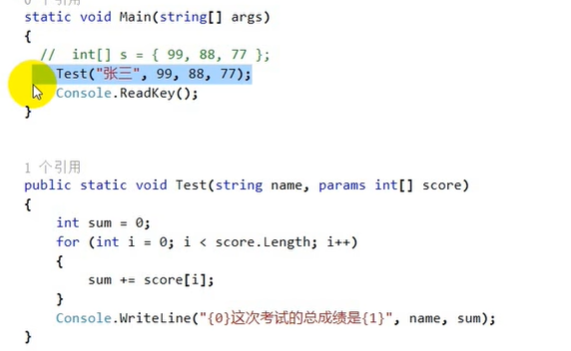 0 个引用
static void Main(string[] args)
{
//  int[] s = { 99, 88, 77 };
Test("张三", 99, 88, 77);
Console.ReadKey();
}
1 个引用
public static void Test(string name, params int[] score)
{
int sum = 0;
for (int i = 0; i < score.Length; i++)
{
sum += score[i];
}
Console.WriteLine("{0}这次考试的总成绩是{1}", name, sum);
}